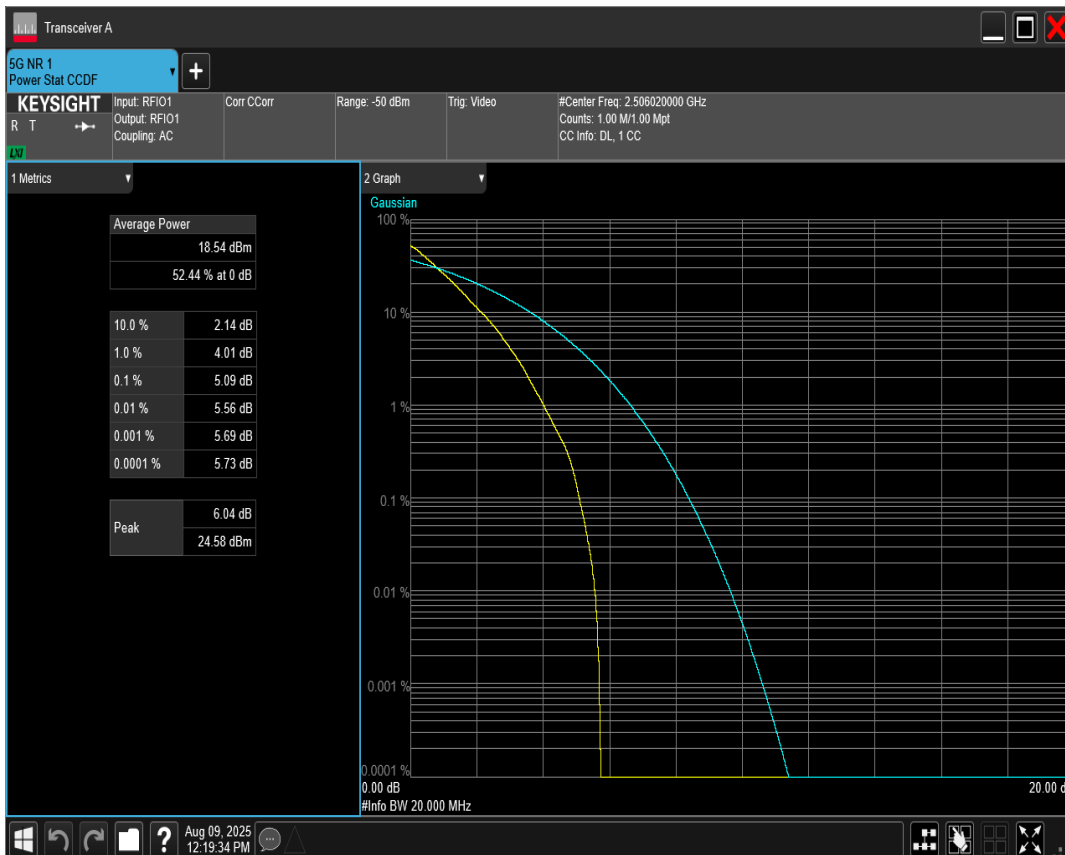 Transceiver A
5G NR 1
Power Stat CCDF
+
KEYSIGHT
R T
LXI
Input: RFIO1
Output: RFIO1
Coupling: AC
Corr CCorr
Range: -50 dBm
Trig: Video
#Center Freq: 2.506020000 GHz
Counts: 1.00 M/1.00 Mpt
CC Info: DL, 1 CC
1 Metrics
Average Power
18.54 dBm
52.44 % at 0 dB
10.0 % 2.14 dB
1.0 % 4.01 dB
0.1 % 5.09 dB
0.01 % 5.56 dB
0.001 % 5.69 dB
0.0001 % 5.73 dB
Peak 6.04 dB
24.58 dBm
2 Graph
Gaussian
100 %
10 %
1 %
0.1 %
0.01 %
0.001 %
0.0001 %
0.00 dB 20.00 d
#Info BW 20.000 MHz
?
Aug 09, 2025
12:19:34 PM